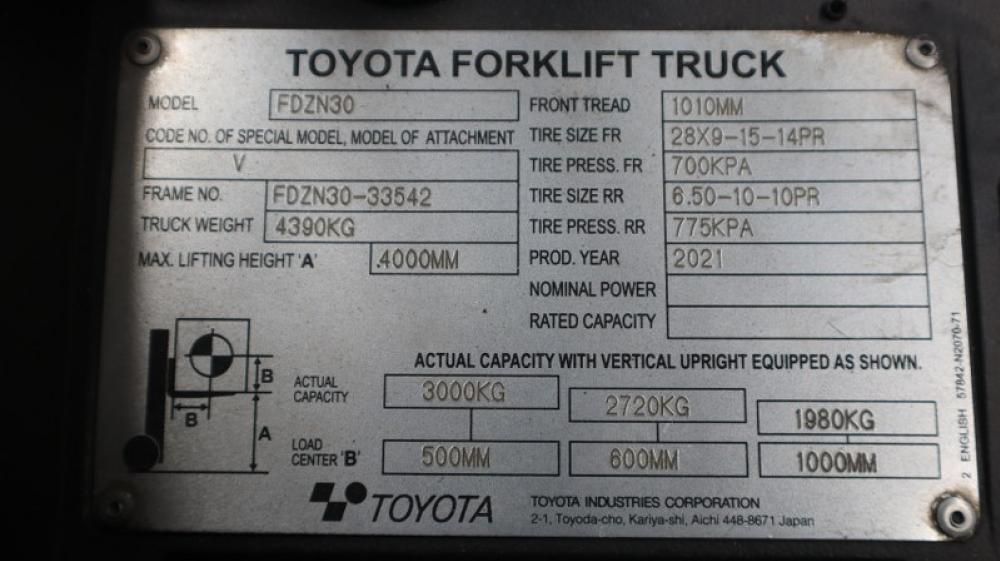 TOYOTA FORKLIFT TRUCK
MODEL FDZN30
CODE NO. OF SPECIAL MODEL, MODEL OF ATTACHMENT
V
FRAME NO. FDZN30-33542
TRUCK WEIGHT 4390KG
MAX. LIFTING HEIGHT 'A' 4000MM
FRONT TREAD 1010MM
TIRE SIZE FR 28X9-15-14PR
TIRE PRESS. FR 700KPA
TIRE SIZE RR 6.50-10-10PR
TIRE PRESS. RR 775KPA
PROD. YEAR 2021
NOMINAL POWER
RATED CAPACITY
B
B
A
ACTUAL CAPACITY WITH VERTICAL UPRIGHT EQUIPPED AS SHOWN.
ACTUAL
CAPACITY
3000KG 2720KG 1980KG
LOAD
CENTER 'B'
500MM 600MM 1000MM
TOYOTA
TOYOTA INDUSTRIES CORPORATION
2-1, Toyoda-cho, Kariya-shi, Aichi 448-8671 Japan
2 ENGLISH 57842-N2070-71